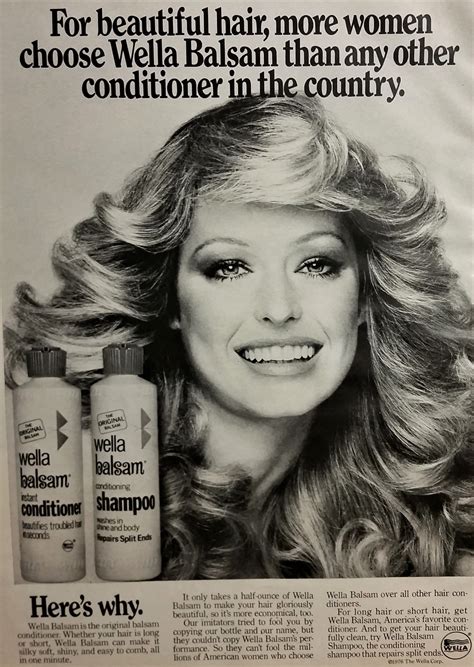 For beautiful hair, more women
choose Wella Balsam than any other
conditioner in the country.
THE
ORIGINAL
BALSAM
wella
balsam
instant
conditioner
beautifies troubled hair
in seconds
THE
ORIGINAL
BALSAM
wella
balsam®
conditioning
shampoo
washes in
shine and body
Repairs Split Ends
Here's why.
Wella Balsam is the original balsam
conditioner. Whether your hair is long
or short, Wella Balsam can make it
silky soft, shiny, and easy to comb, all
in one minute.
It only takes a half-ounce of Wella
Balsam to make your hair gloriously
beautiful, so it's more economical, too.
Our imitators tried to fool you by
copying our bottle and our name, but
they couldn't copy Wella Balsam's per-
formance. So they can't fool the mil-
lions of American women who choose
Wella Balsam over all other hair con-
ditioners.
For long hair or short hair, get
Wella Balsam, America's favorite con-
ditioner. And to get your hair beauti-
fully clean, try Wella Balsam
Shampoo, the conditioning
shampoo that repairs split ends.
©1976 The Wella Corp.
WELLA